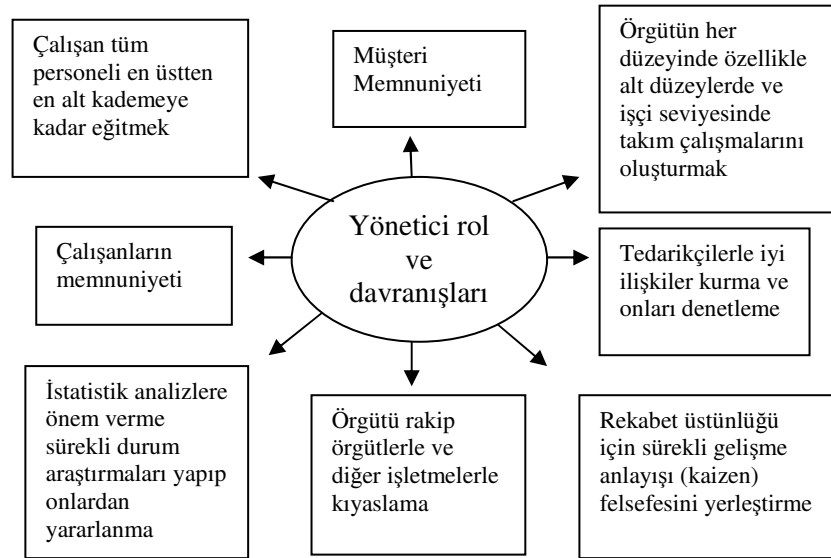 Çalışan tüm
personeli en üstten
en alt kademeye
kadar eğitmek
Müşteri
Memnuniyeti
Örgütün her
düzeyinde özellikle
alt düzeylerde ve
işçi seviyesinde
takım çalışmalarını
oluşturmak
Çalışanların
memnuniyeti
Yönetici rol
ve
davranışları
Tedarikçilerle iyi
ilişkiler kurma ve
onları denetleme
İstatistik analizlere
önem verme
sürekli durum
araştırmaları yapıp
onlardan
yararlanma
Örgütü rakip
örgütlerle ve
diğer işletmelerle
kıyaslama
Rekabet üstünlüğü
için sürekli gelişme
anlayışı (kaizen)
felsefesini yerleştirme